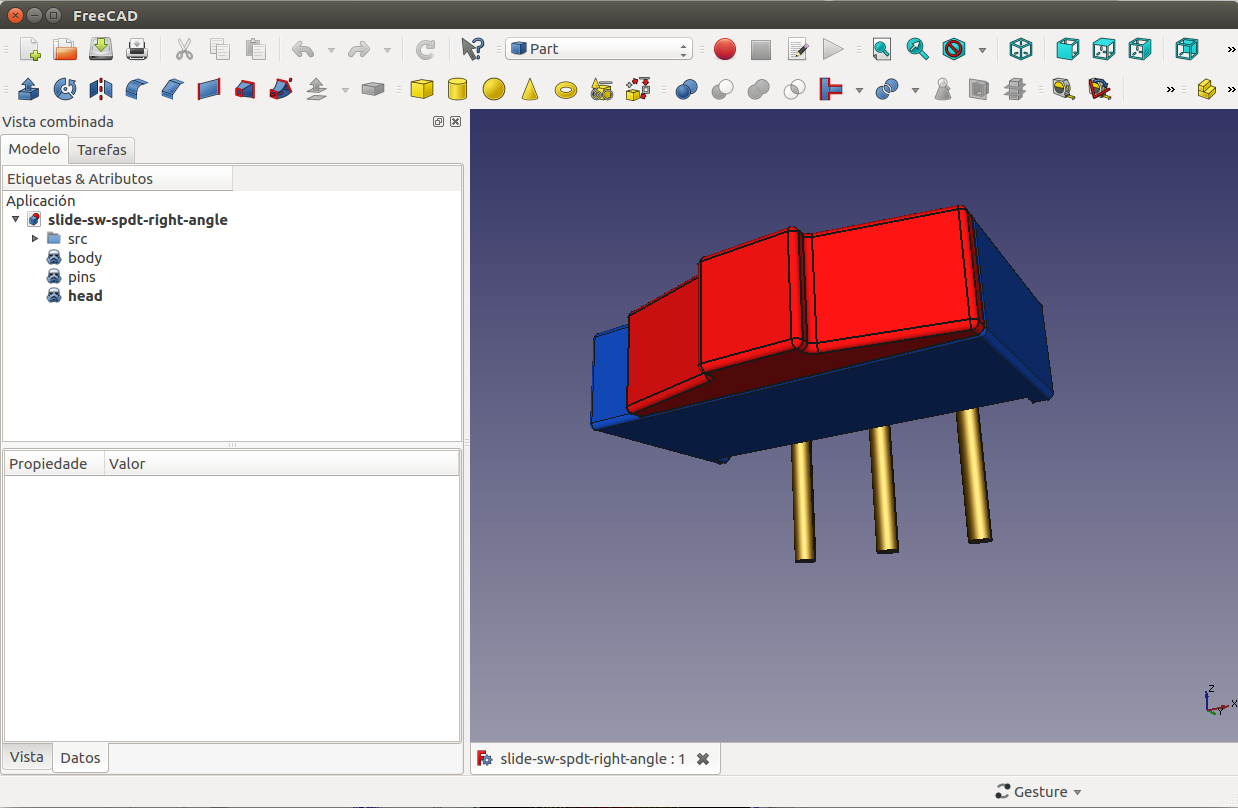 FreeCAD
Part
»
» »
Vista combinada
Modelo Tarefas
Etiquetas & Atributos
Aplicación
slide-sw-spdt-right-angle
src
body
pins
head
Propiedade Valor
Vista Datos
Z
X
Y
slide-sw-spdt-right-angle : 1
Gesture